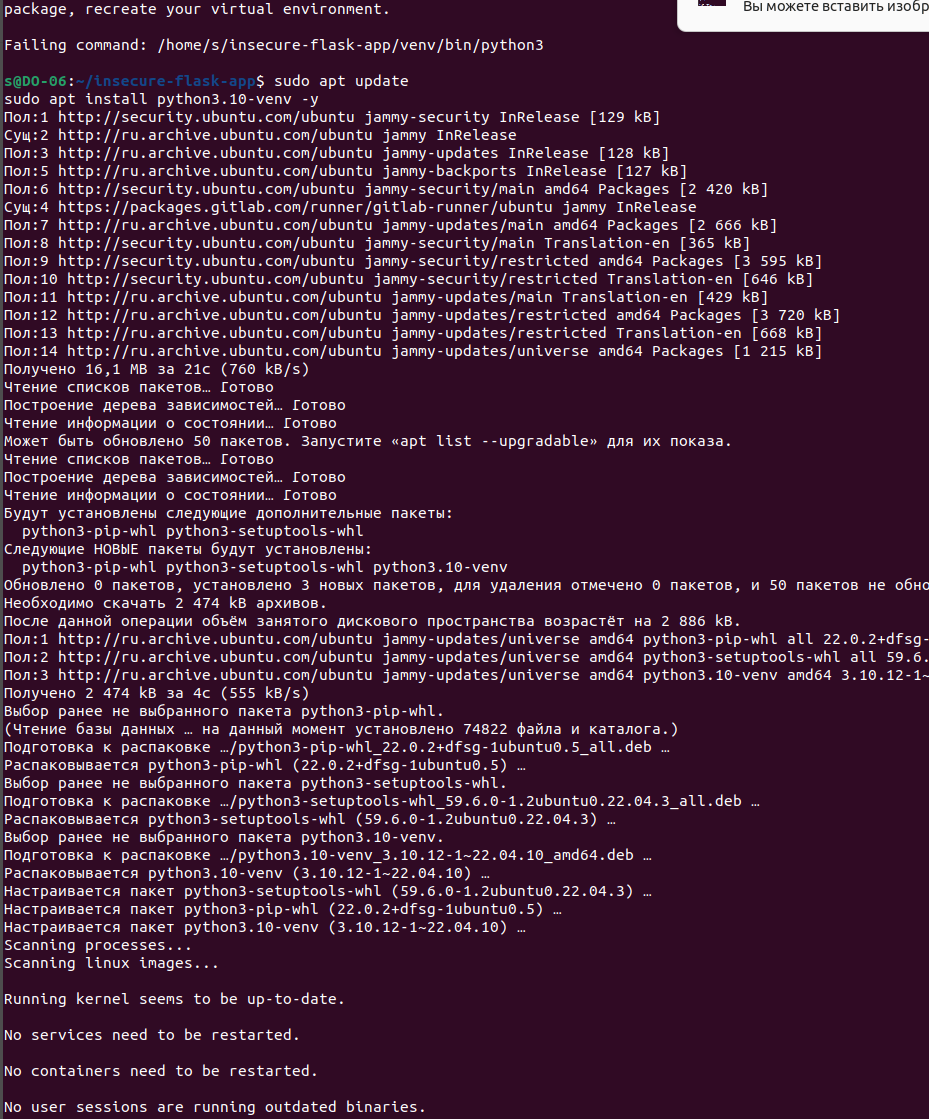 package, recreate your virtual environment.
Вы можете вставить изобр
Failing command: /home/s/insecure-flask-app/venv/bin/python3
s@DO-06:~/insecure-flask-app$ sudo apt update
sudo apt install python3.10-venv -y
Пол:1 http://security.ubuntu.com/ubuntu jammy-security InRelease [129 kB]
Сущ:2 http://ru.archive.ubuntu.com/ubuntu jammy InRelease
Пол:3 http://ru.archive.ubuntu.com/ubuntu jammy-updates InRelease [128 kB]
Пол:5 http://ru.archive.ubuntu.com/ubuntu jammy-backports InRelease [127 kB]
Пол:6 http://security.ubuntu.com/ubuntu jammy-security/main amd64 Packages [2 420 kB]
Сущ:4 https://packages.gitlab.com/runner/gitlab-runner/ubuntu jammy InRelease
Пол:7 http://ru.archive.ubuntu.com/ubuntu jammy-updates/main amd64 Packages [2 666 kB]
Пол:8 http://security.ubuntu.com/ubuntu jammy-security/main Translation-en [365 kB]
Пол:9 http://security.ubuntu.com/ubuntu jammy-security/restricted amd64 Packages [3 595 kB]
Пол:10 http://security.ubuntu.com/ubuntu jammy-security/restricted Translation-en [646 kB]
Пол:11 http://ru.archive.ubuntu.com/ubuntu jammy-updates/main Translation-en [429 kB]
Пол:12 http://ru.archive.ubuntu.com/ubuntu jammy-updates/restricted amd64 Packages [3 720 kB]
Пол:13 http://ru.archive.ubuntu.com/ubuntu jammy-updates/restricted Translation-en [668 kB]
Пол:14 http://ru.archive.ubuntu.com/ubuntu jammy-updates/universe amd64 Packages [1 215 kB]
Получено 16,1 MB за 21с (760 kB/s)
Чтение списков пакетов… Готово
Построение дерева зависимостей… Готово
Чтение информации о состоянии… Готово
Может быть обновлено 50 пакетов. Запустите «apt list --upgradable» для их показа.
Чтение списков пакетов… Готово
Построение дерева зависимостей… Готово
Чтение информации о состоянии… Готово
Будут установлены следующие дополнительные пакеты:
python3-pip-whl python3-setuptools-whl
Следующие НОВЫЕ пакеты будут установлены:
python3-pip-whl python3-setuptools-whl python3.10-venv
Обновлено 0 пакетов, установлено 3 новых пакетов, для удаления отмечено 0 пакетов, и 50 пакетов не обно
Необходимо скачать 2 474 kB архивов.
После данной операции объём занятого дискового пространства возрастёт на 2 886 kB.
Пол:1 http://ru.archive.ubuntu.com/ubuntu jammy-updates/universe amd64 python3-pip-whl all 22.0.2+dfsg-
Пол:2 http://ru.archive.ubuntu.com/ubuntu jammy-updates/universe amd64 python3-setuptools-whl all 59.6.
Пол:3 http://ru.archive.ubuntu.com/ubuntu jammy-updates/universe amd64 python3.10-venv amd64 3.10.12-1~
Получено 2 474 kB за 4с (555 kB/s)
Выбор ранее не выбранного пакета python3-pip-whl.
(Чтение базы данных … на данный момент установлено 74822 файла и каталога.)
Подготовка к распаковке …/python3-pip-whl_22.0.2+dfsg-1ubuntu0.5_all.deb …
Распаковывается python3-pip-whl (22.0.2+dfsg-1ubuntu0.5) …
Выбор ранее не выбранного пакета python3-setuptools-whl.
Подготовка к распаковке …/python3-setuptools-whl_59.6.0-1.2ubuntu0.22.04.3_all.deb …
Распаковывается python3-setuptools-whl (59.6.0-1.2ubuntu0.22.04.3) …
Выбор ранее не выбранного пакета python3.10-venv.
Подготовка к распаковке …/python3.10-venv_3.10.12-1~22.04.10_amd64.deb …
Распаковывается python3.10-venv (3.10.12-1~22.04.10) …
Настраивается пакет python3-setuptools-whl (59.6.0-1.2ubuntu0.22.04.3) …
Настраивается пакет python3-pip-whl (22.0.2+dfsg-1ubuntu0.5) …
Настраивается пакет python3.10-venv (3.10.12-1~22.04.10) …
Scanning processes...
Scanning linux images...
Running kernel seems to be up-to-date.
No services need to be restarted.
No containers need to be restarted.
No user sessions are running outdated binaries.